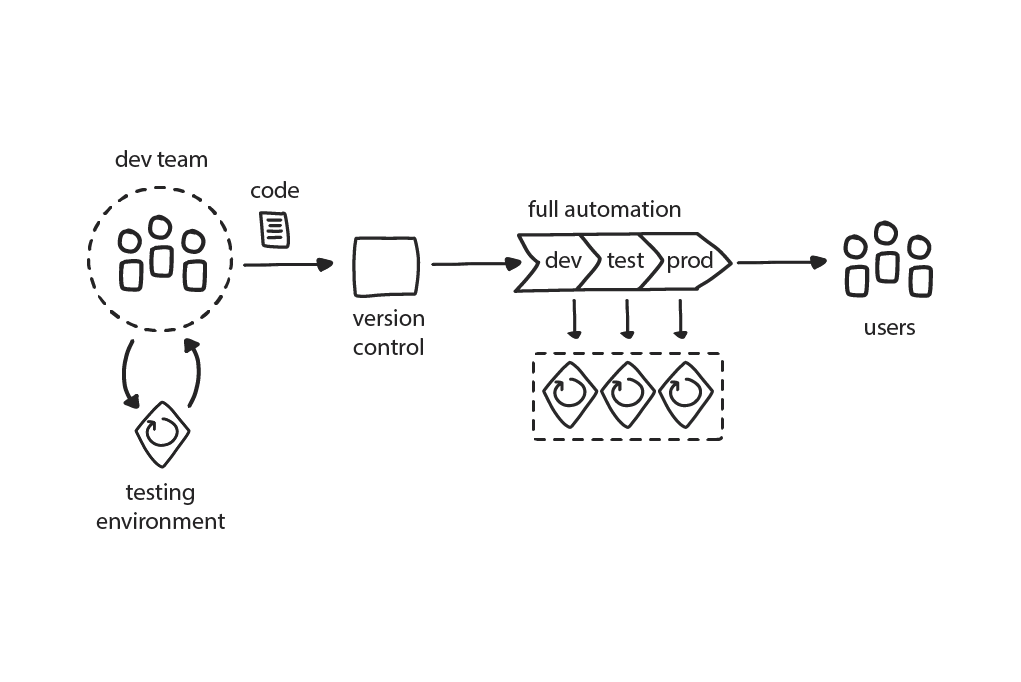 dev team
code
full automation
dev
test
prod
version
control
users
testing
environment